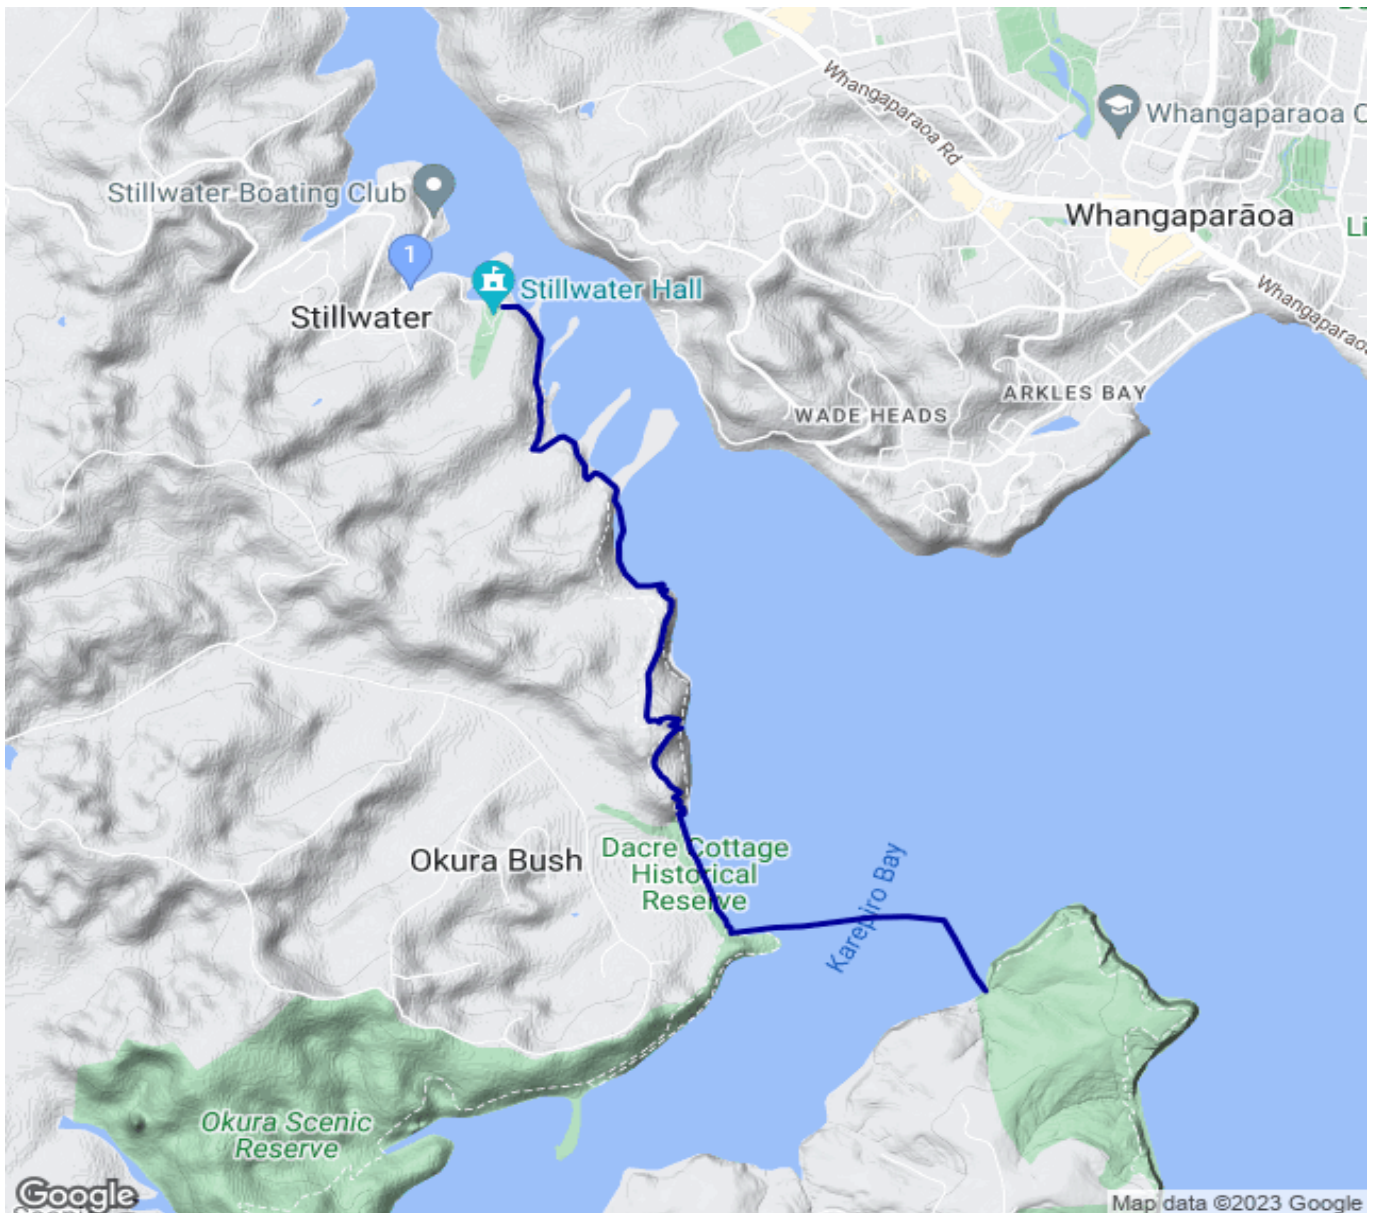 Whangaparaoa Rd
Whangaparaoa C
Stillwater Boating Club
Whangaparāoa
Li
1
Stillwater Hall
Stillwater
Whangaparaoa
ARKLES BAY
WADE HEADS
Okura Bush
Dacre Cottage
Historical
Reserve
Karepiro Bay
Okura Scenic
Reserve
Google
Map data ©2023 Google